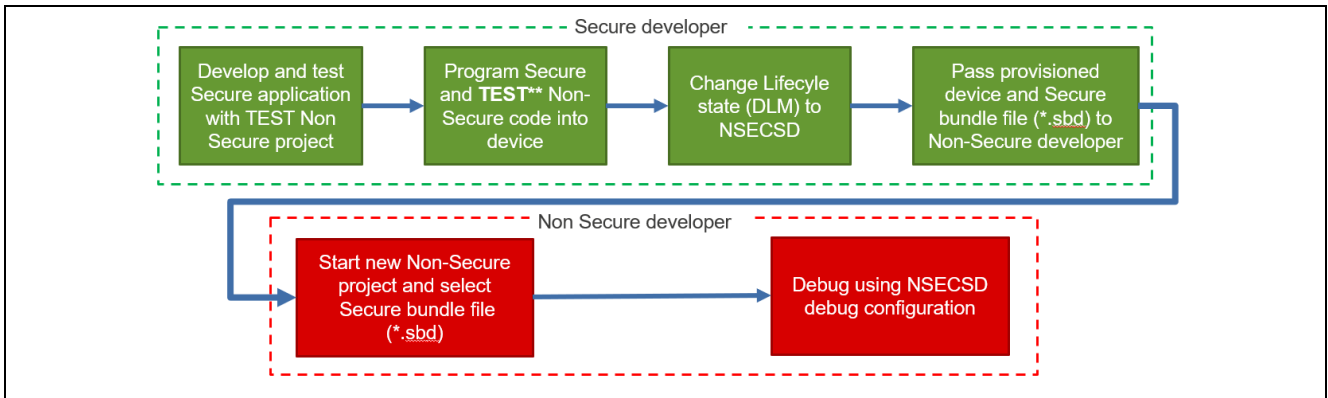 Secure developer
Develop and test
Secure application
with TEST Non
Secure project
Program Secure
and TEST** Non-
Secure code into
device
Change Lifecyle
state (DLM) to
NSECSD
Pass provisioned
device and Secure
bundle file (*.sbd) to
Non-Secure developer
Non Secure developer
Start new Non-Secure
project and select
Secure bundle file
(*.sbd)
Debug using NSECSD
debug configuration